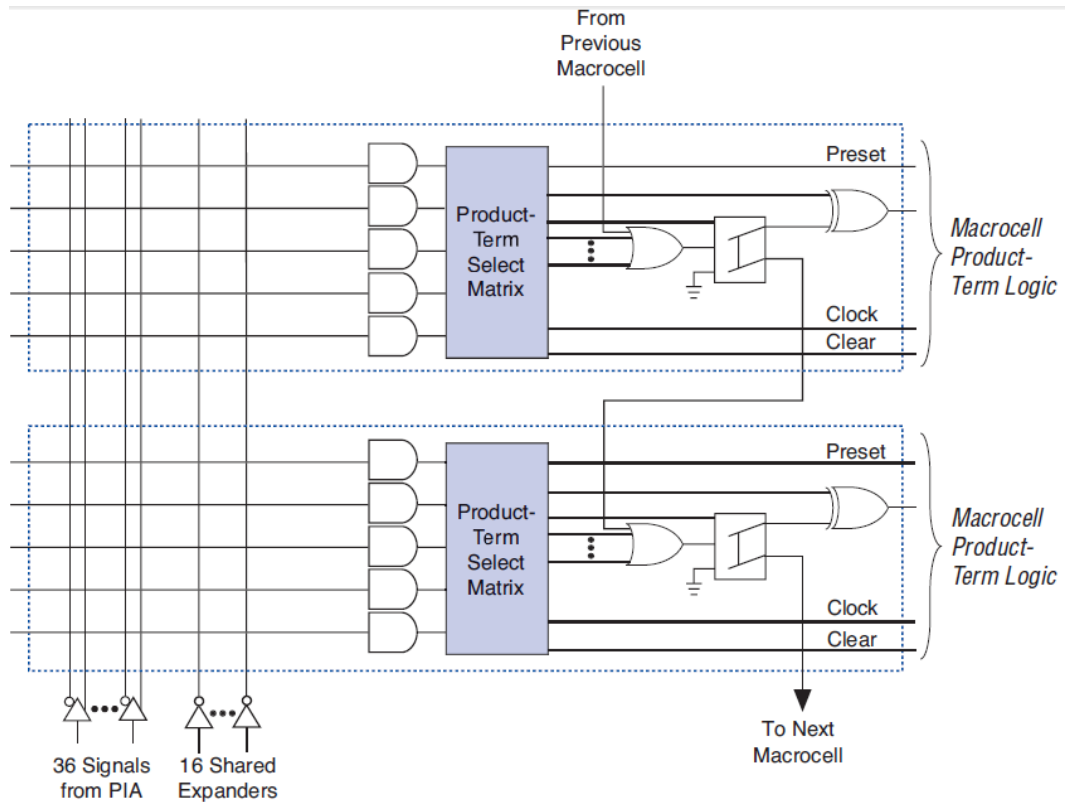 From
Previous
Macrocell
Preset
Product-
Term
Select
Matrix
Macrocell
Product-
Term Logic
Clock
Clear
Preset
Product-
Term
Select
Matrix
Macrocell
Product-
Term Logic
Clock
Clear
36 Signals
from PIA
16 Shared
Expanders
To Next
Macrocell